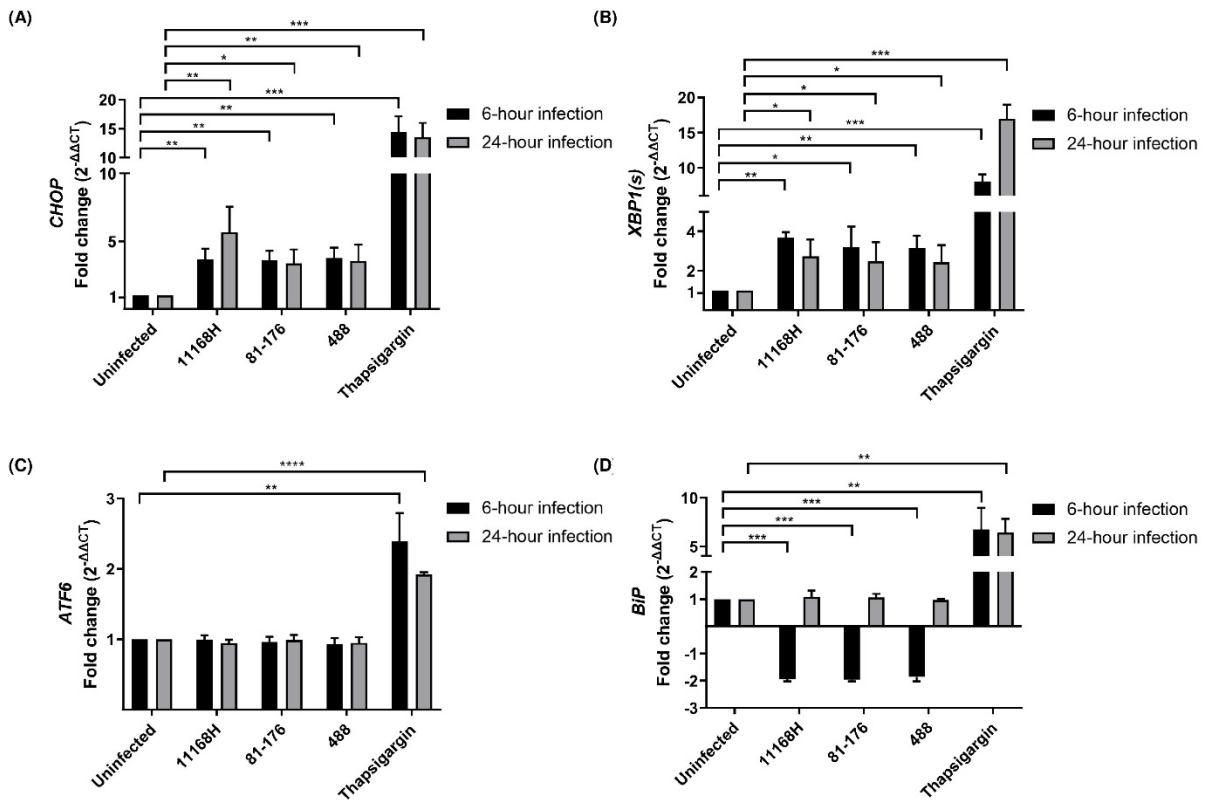 (A)
***
**
*
**
***
**
**
**
20
15
10
10
5
1
CHOP
Fold change (2-ΔΔCT)
6-hour infection
24-hour infection
Uninfected
11168H
81-176
488
Thapsigargin
(B)
***
*
*
*
***
**
*
**
20
15
10
4
2
1
XBP1(s)
Fold change (2-ΔΔCT)
6-hour infection
24-hour infection
Uninfected
11168H
81-176
488
Thapsigargin
(C)
****
**
3
2
1
ATF6
Fold change (2-ΔΔCT)
6-hour infection
24-hour infection
Uninfected
11168H
81-176
488
Thapsigargin
(D)
**
**
***
***
***
10
5
2
1
-1
-2
-3
BiP
Fold change (2-ΔΔCT)
6-hour infection
24-hour infection
Uninfected
11168H
81-176
488
Thapsigargin